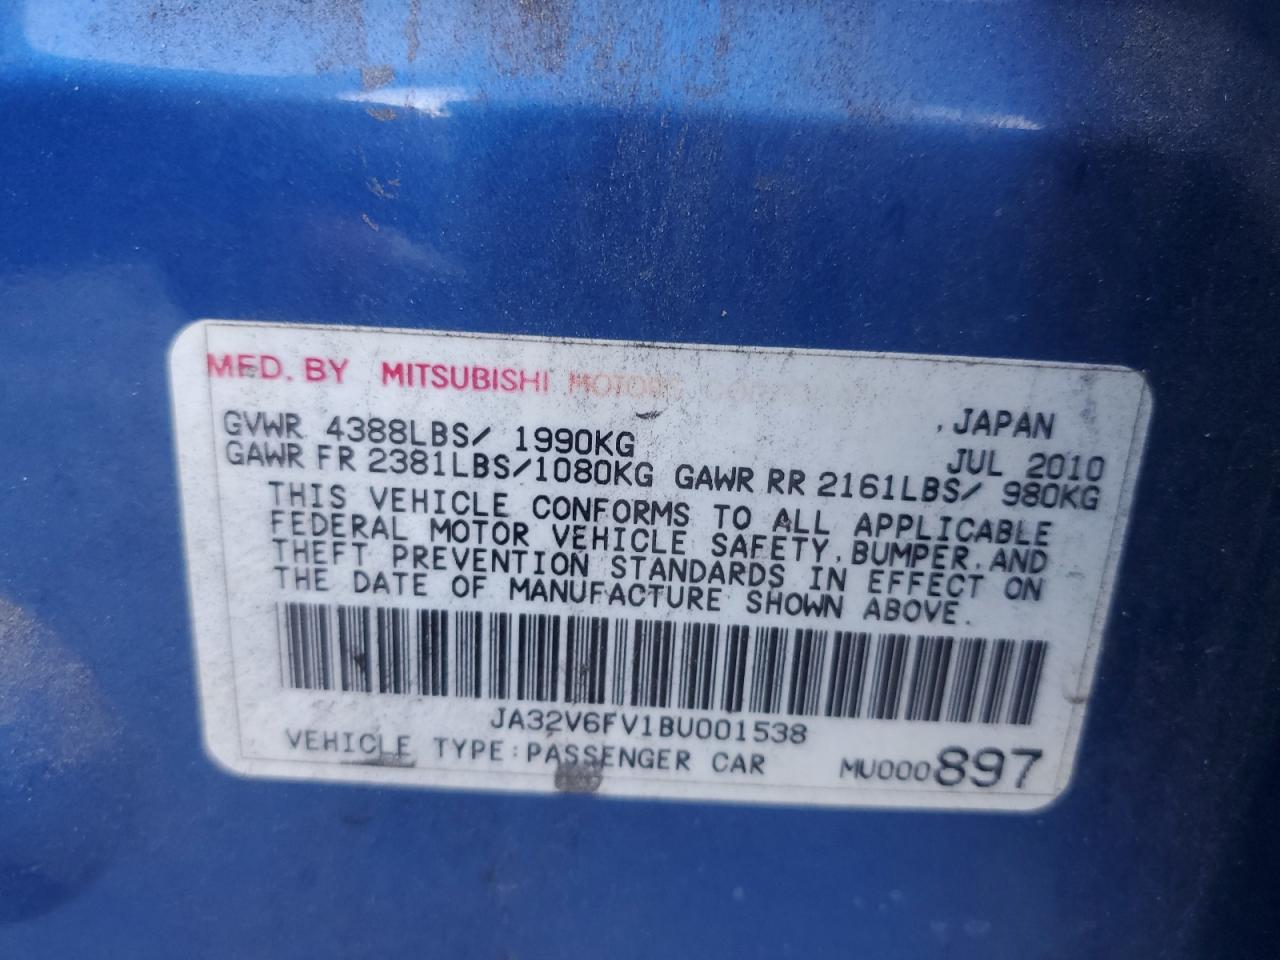 MFD. BY MITSUBISHI MOTORS CORPORATION
, JAPAN
GVWR 4388LBS/ 1990KG JUL 2010
GAWR FR 2381LBS/1080KG GAWR RR 2161LBS/ 980KG
THIS VEHICLE CONFORMS TO ALL APPLICABLE
FEDERAL MOTOR VEHICLE SAFETY, BUMPER, AND
THEFT PREVENTION STANDARDS IN EFFECT ON
THE DATE OF MANUFACTURE SHOWN ABOVE.
JA32V6FV1BU001538
VEHICLE TYPE:PASSENGER CAR MU000897